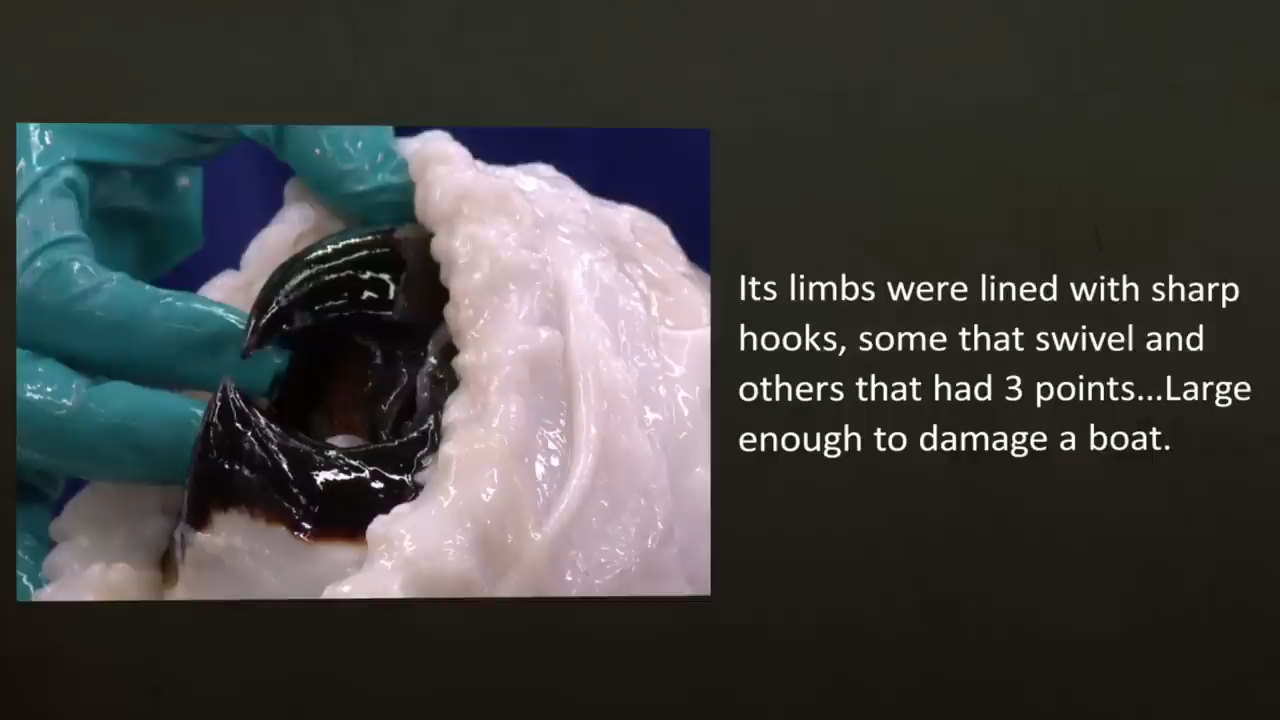 Its limbs were lined with sharp
hooks, some that swivel and
others that had 3 points...Large
enough to damage a boat.